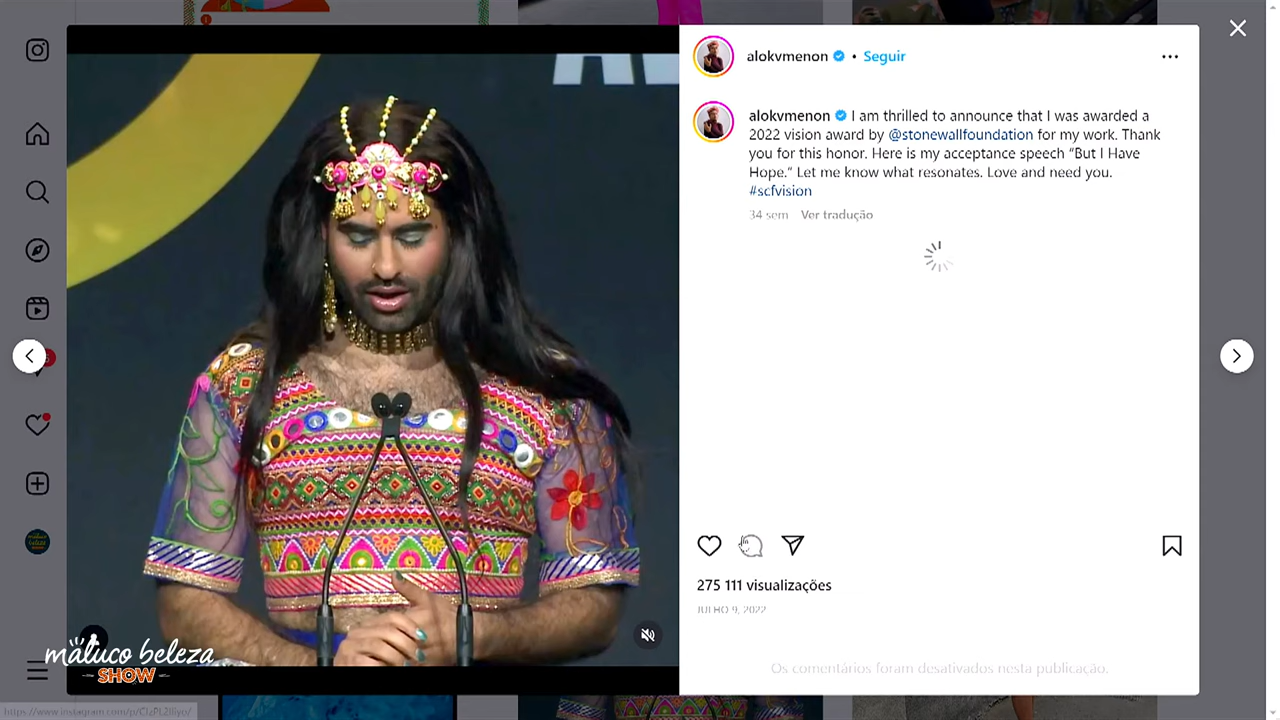 alokvmenon • Seguir
alokvmenon I am thrilled to announce that I was awarded a
2022 vision award by @stonewallfoundation for my work. Thank
you for this honor. Here is my acceptance speech “But I Have
Hope.” Let me know what resonates. Love and need you.
#scfvision
34 sem Ver tradução
275 111 visualizações
JULHO 9, 2022
Os comentários foram desativados nesta publicação.
maluco beleza
SHOW